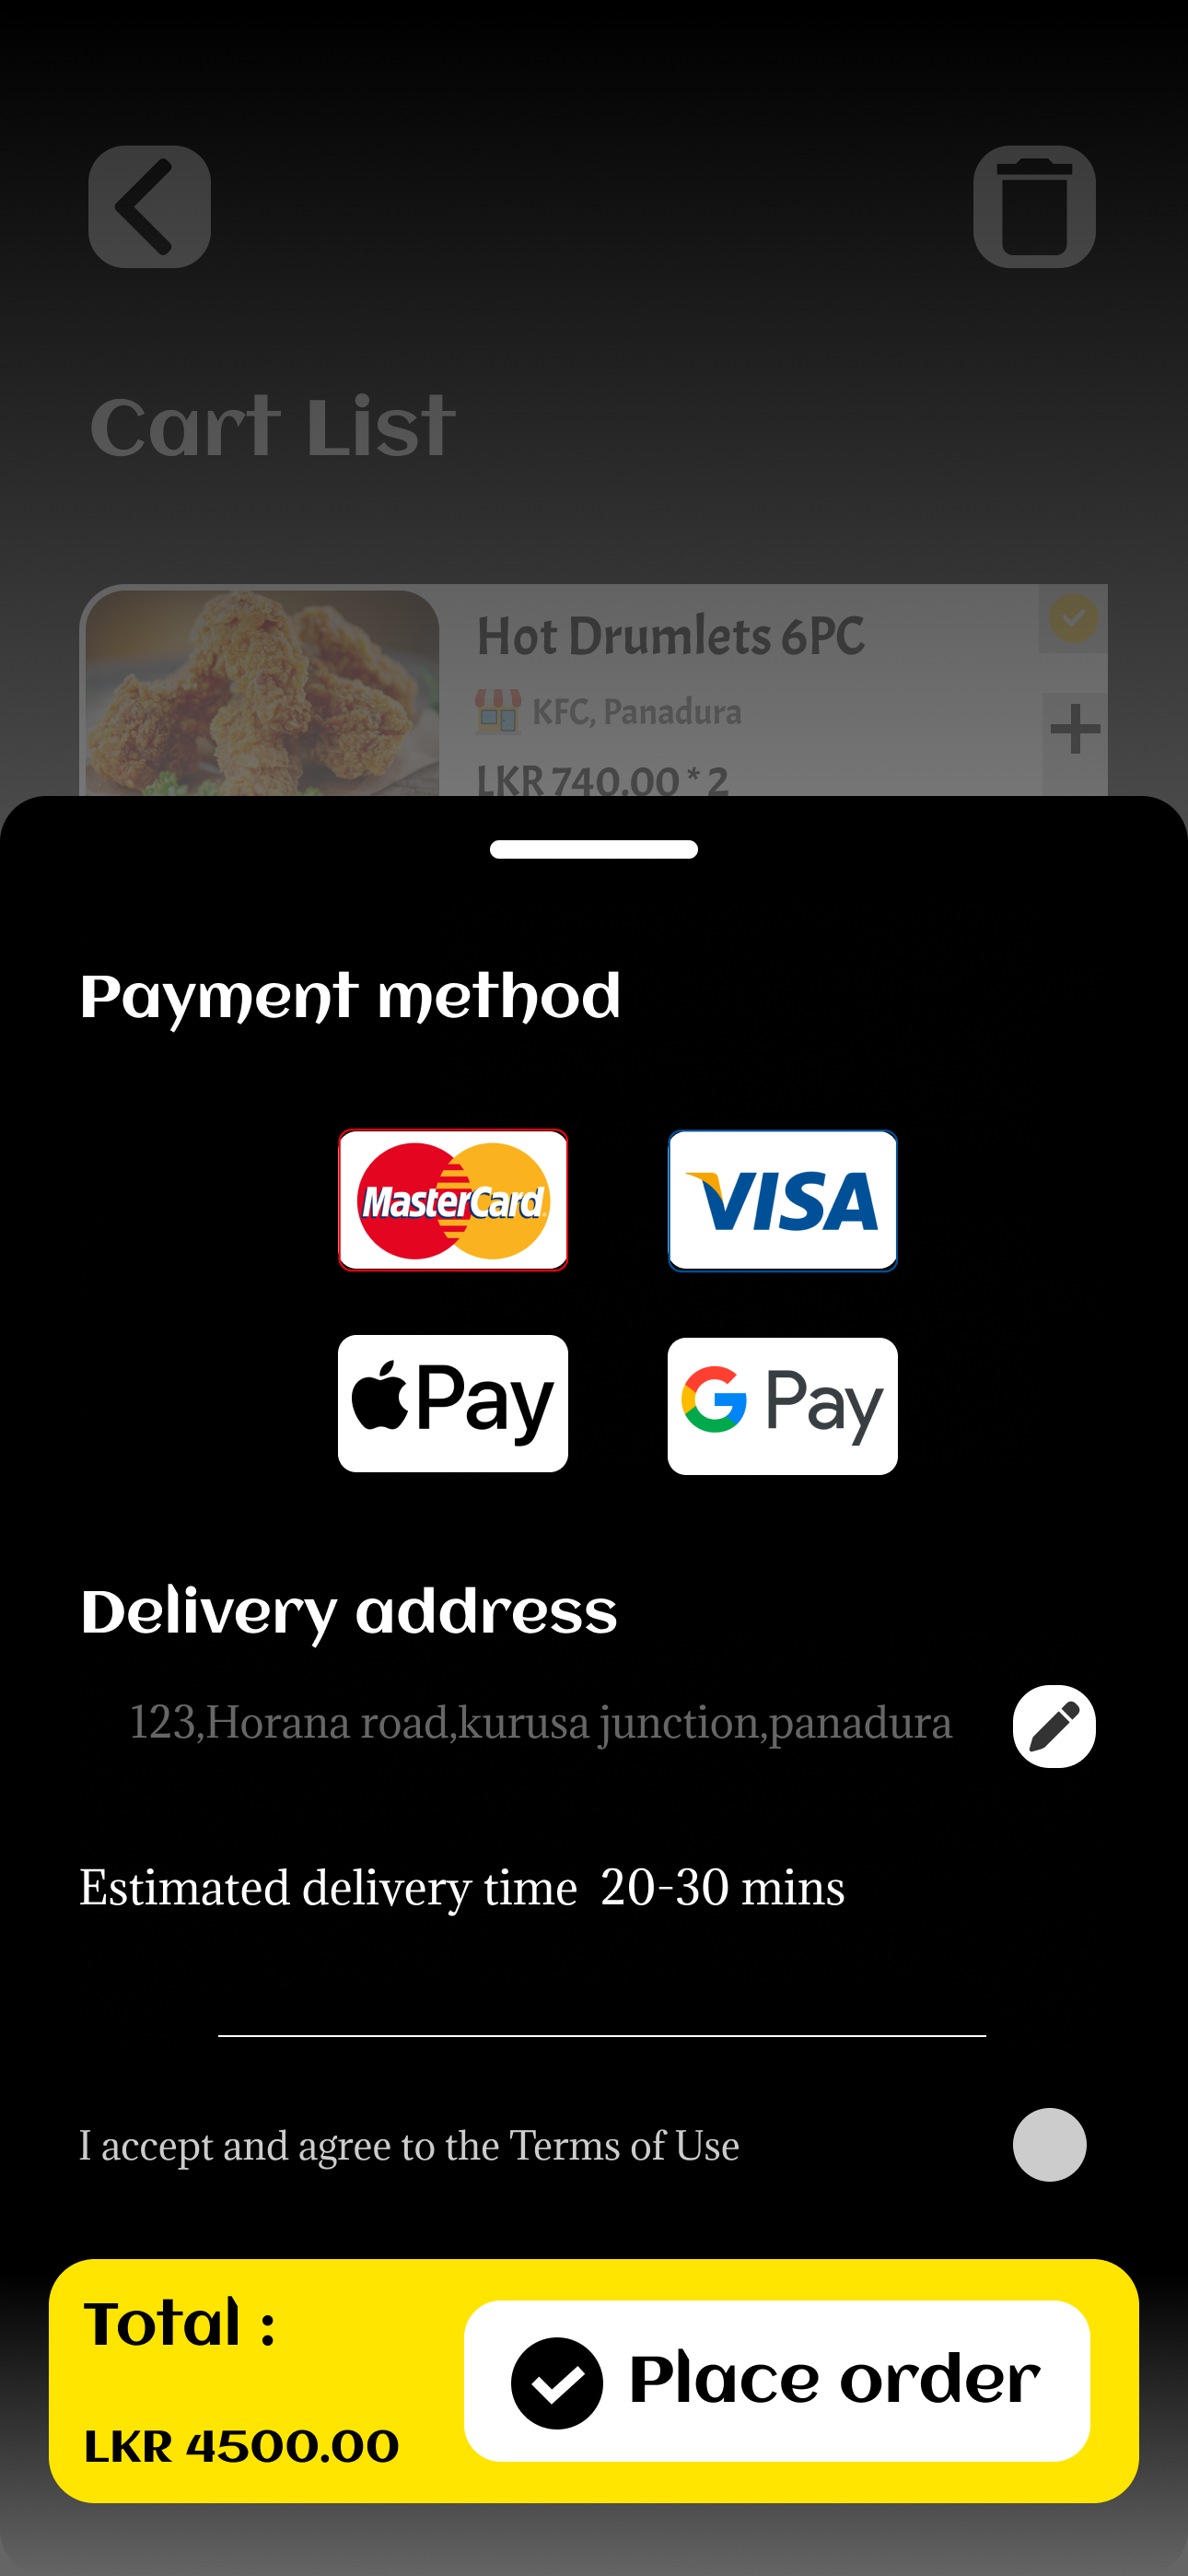 Cart List
Hot Drumlets 6PC
KFC, Panadura
LKR 740.00 * 2
Payment method
MasterCard
VISA
Pay
G Pay
Delivery address
123,Horana road,kurusa junction,panadura
Estimated delivery time 20-30 mins
I accept and agree to the Terms of Use
Total :
Place order
LKR 4500.00